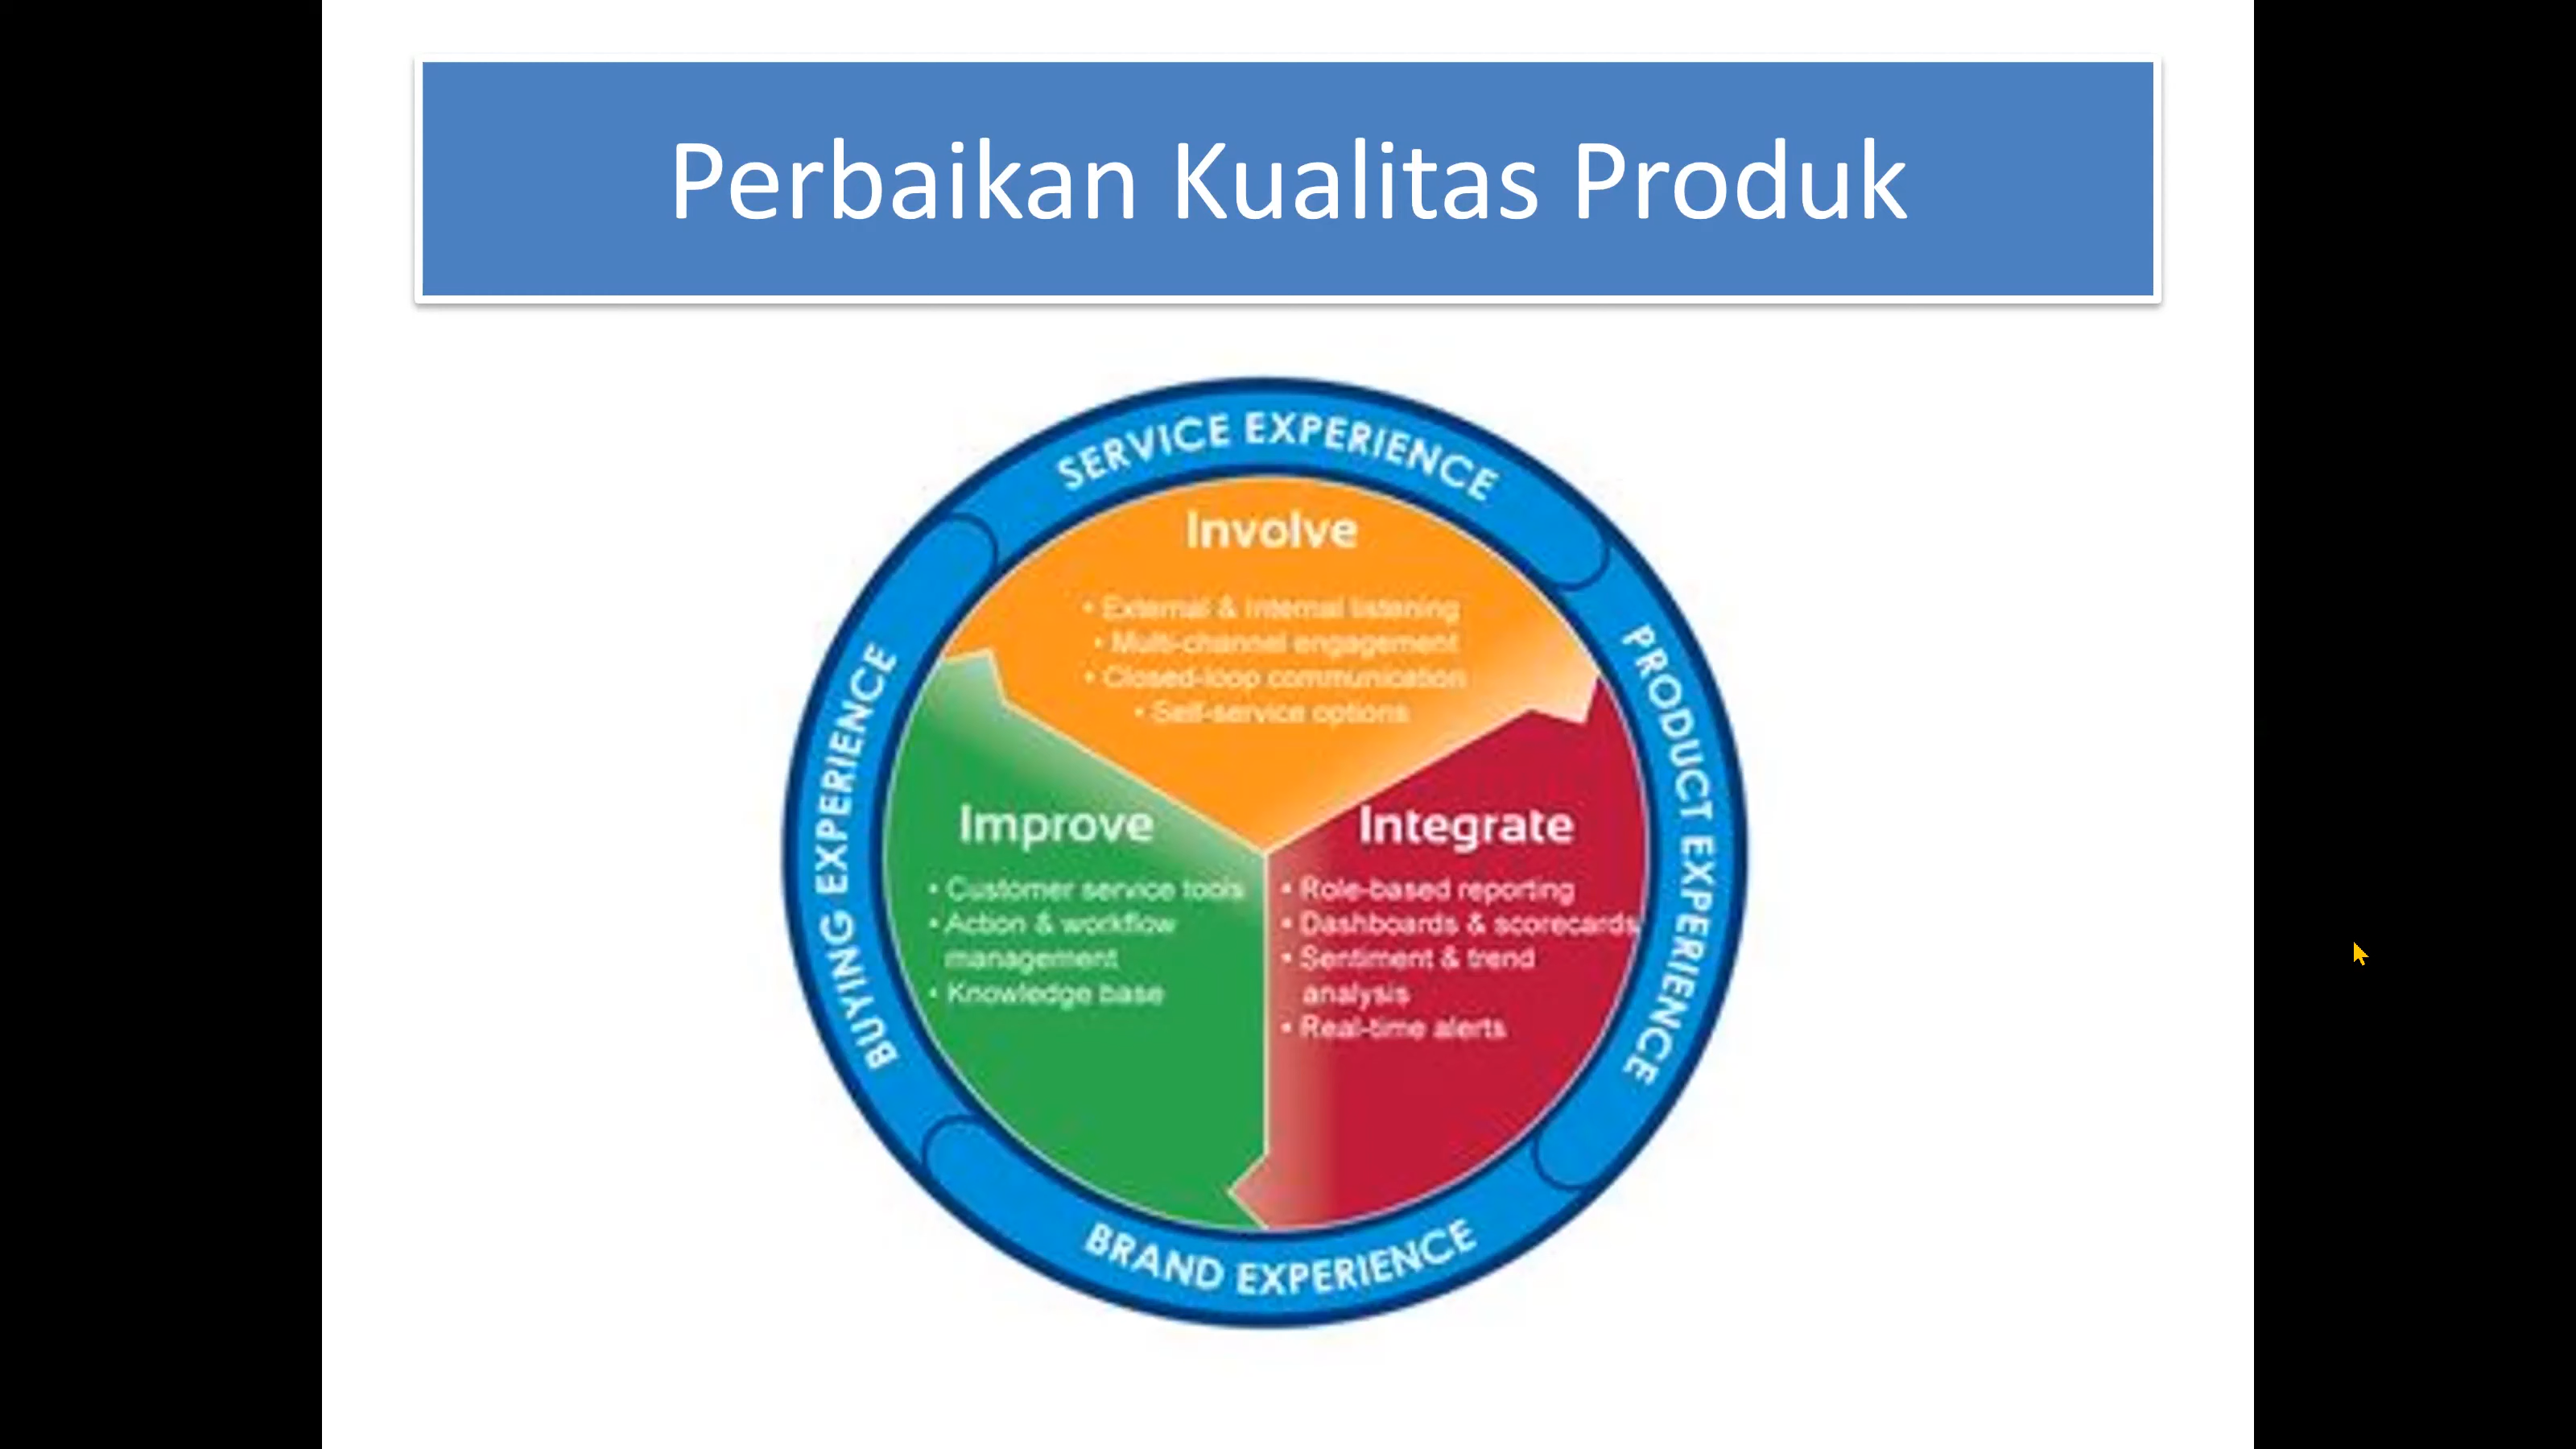 Perbaikan Kualitas Produk
SERVICE EXPERIENCE
Involve
• External & Internal listening
• Multi-channel engagement
• Closed-loop communication
• Self-service options
PRODUCT EXPERIENCE
Integrate
• Role-based reporting
• Dashboards & scorecards
• Sentiment & trend
analysis
• Real-time alerts
BRAND EXPERIENCE
Improve
• Customer service tools
• Action & workflow
management
• Knowledge base
BUYING EXPERIENCE